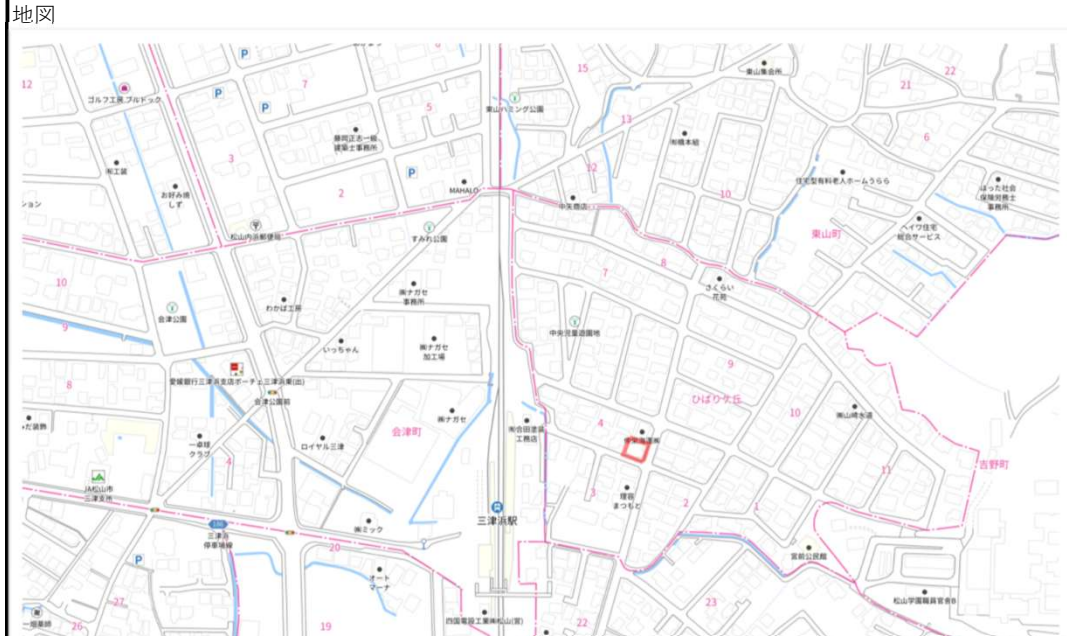 地図
12
ゴルフ工房 ブルドック
P
P
P
7
5
15
東山ハミング公園
東山集会所
21
22
13
㈲橋本組
6
藤岡正志一級
建築士事務所
3
2
P
MAHALO
12
中矢商店
10
住宅型有料老人ホームうらら
はった社会
保険労務士
事務所
㈲工装
お好み焼
しず
ション
松山内浜郵便局
すみれ公園
東山町
ヘイワ住宅
総合サービス
8
7
さくらい
花苑
10
会津公園
わかば工房
㈱ナガセ
事務所
9
中央児童遊園地
いっちゃん
㈱ナガセ
加工場
愛媛銀行三津浜支店ポーチェ三津浜東(出)
会津公園前
8
9
ひばりケ丘
10
㈱山崎水道
㈱ナガセ
㈲合田塗装
工務店
4
会津町
ロイヤル三津
一卓球
クラブ
4
JA松山市
三津支所
吉野町
11
3
理容
まつもと
2
1
三津浜駅
196
三津浜
停車場線
㈱ミック
20
宮前公民館
P
オート
マーナ
27
26
19
四国電設工業㈱松山(営)
22
23
松山学園職員官舎B